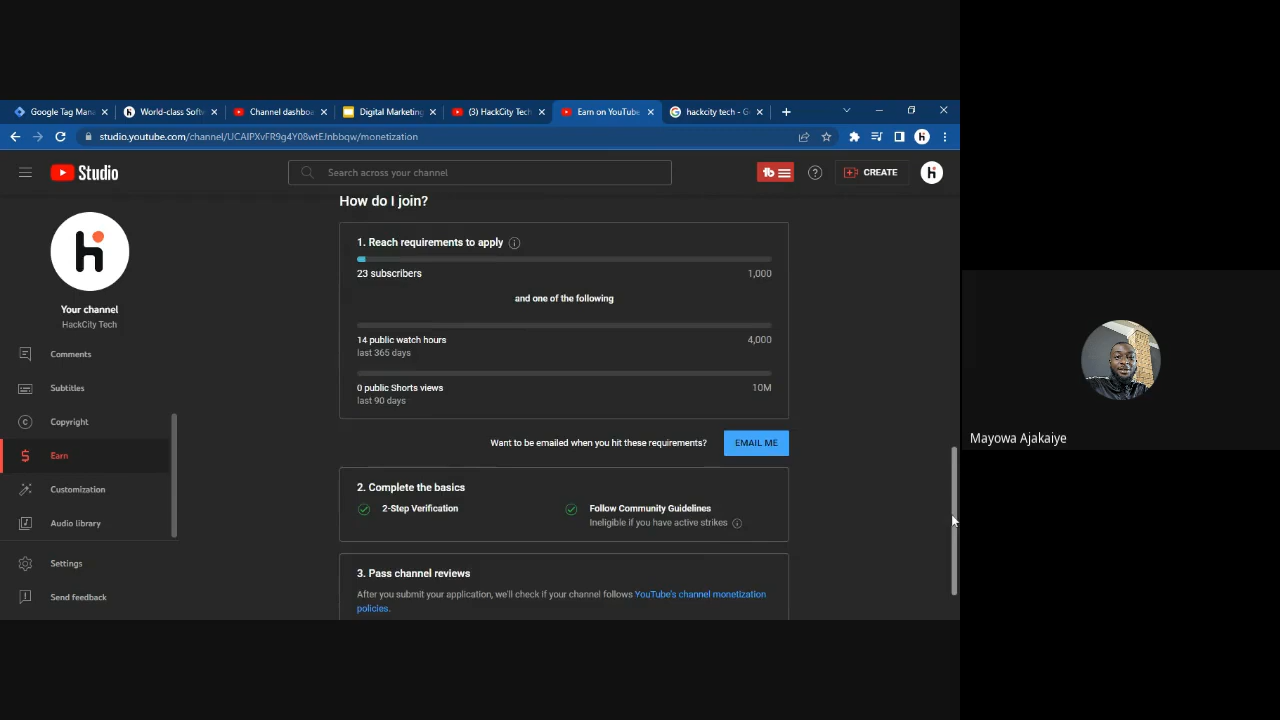 Google Tag Mana
World-class Softw
Channel dashboa
Digital Marketing
(3) HackCity Tech
Earn on YouTube
hackcity tech - G
studio.youtube.com/channel/UCAIPXvFR9g4Y08wtEJnbbqw/monetization
Studio
Search across your channel
tb
CREATE
h
h
Your channel
HackCity Tech
Comments
Subtitles
Copyright
Earn
Customization
Audio library
Settings
Send feedback
How do I join?
1. Reach requirements to apply
23 subscribers
1,000
and one of the following
14 public watch hours
4,000
last 365 days
0 public Shorts views
10M
last 90 days
Want to be emailed when you hit these requirements?
EMAIL ME
2. Complete the basics
2-Step Verification
Follow Community Guidelines
Ineligible if you have active strikes
3. Pass channel reviews
After you submit your application, we'll check if your channel follows YouTube's channel monetization
policies.
Mayowa Ajakaiye